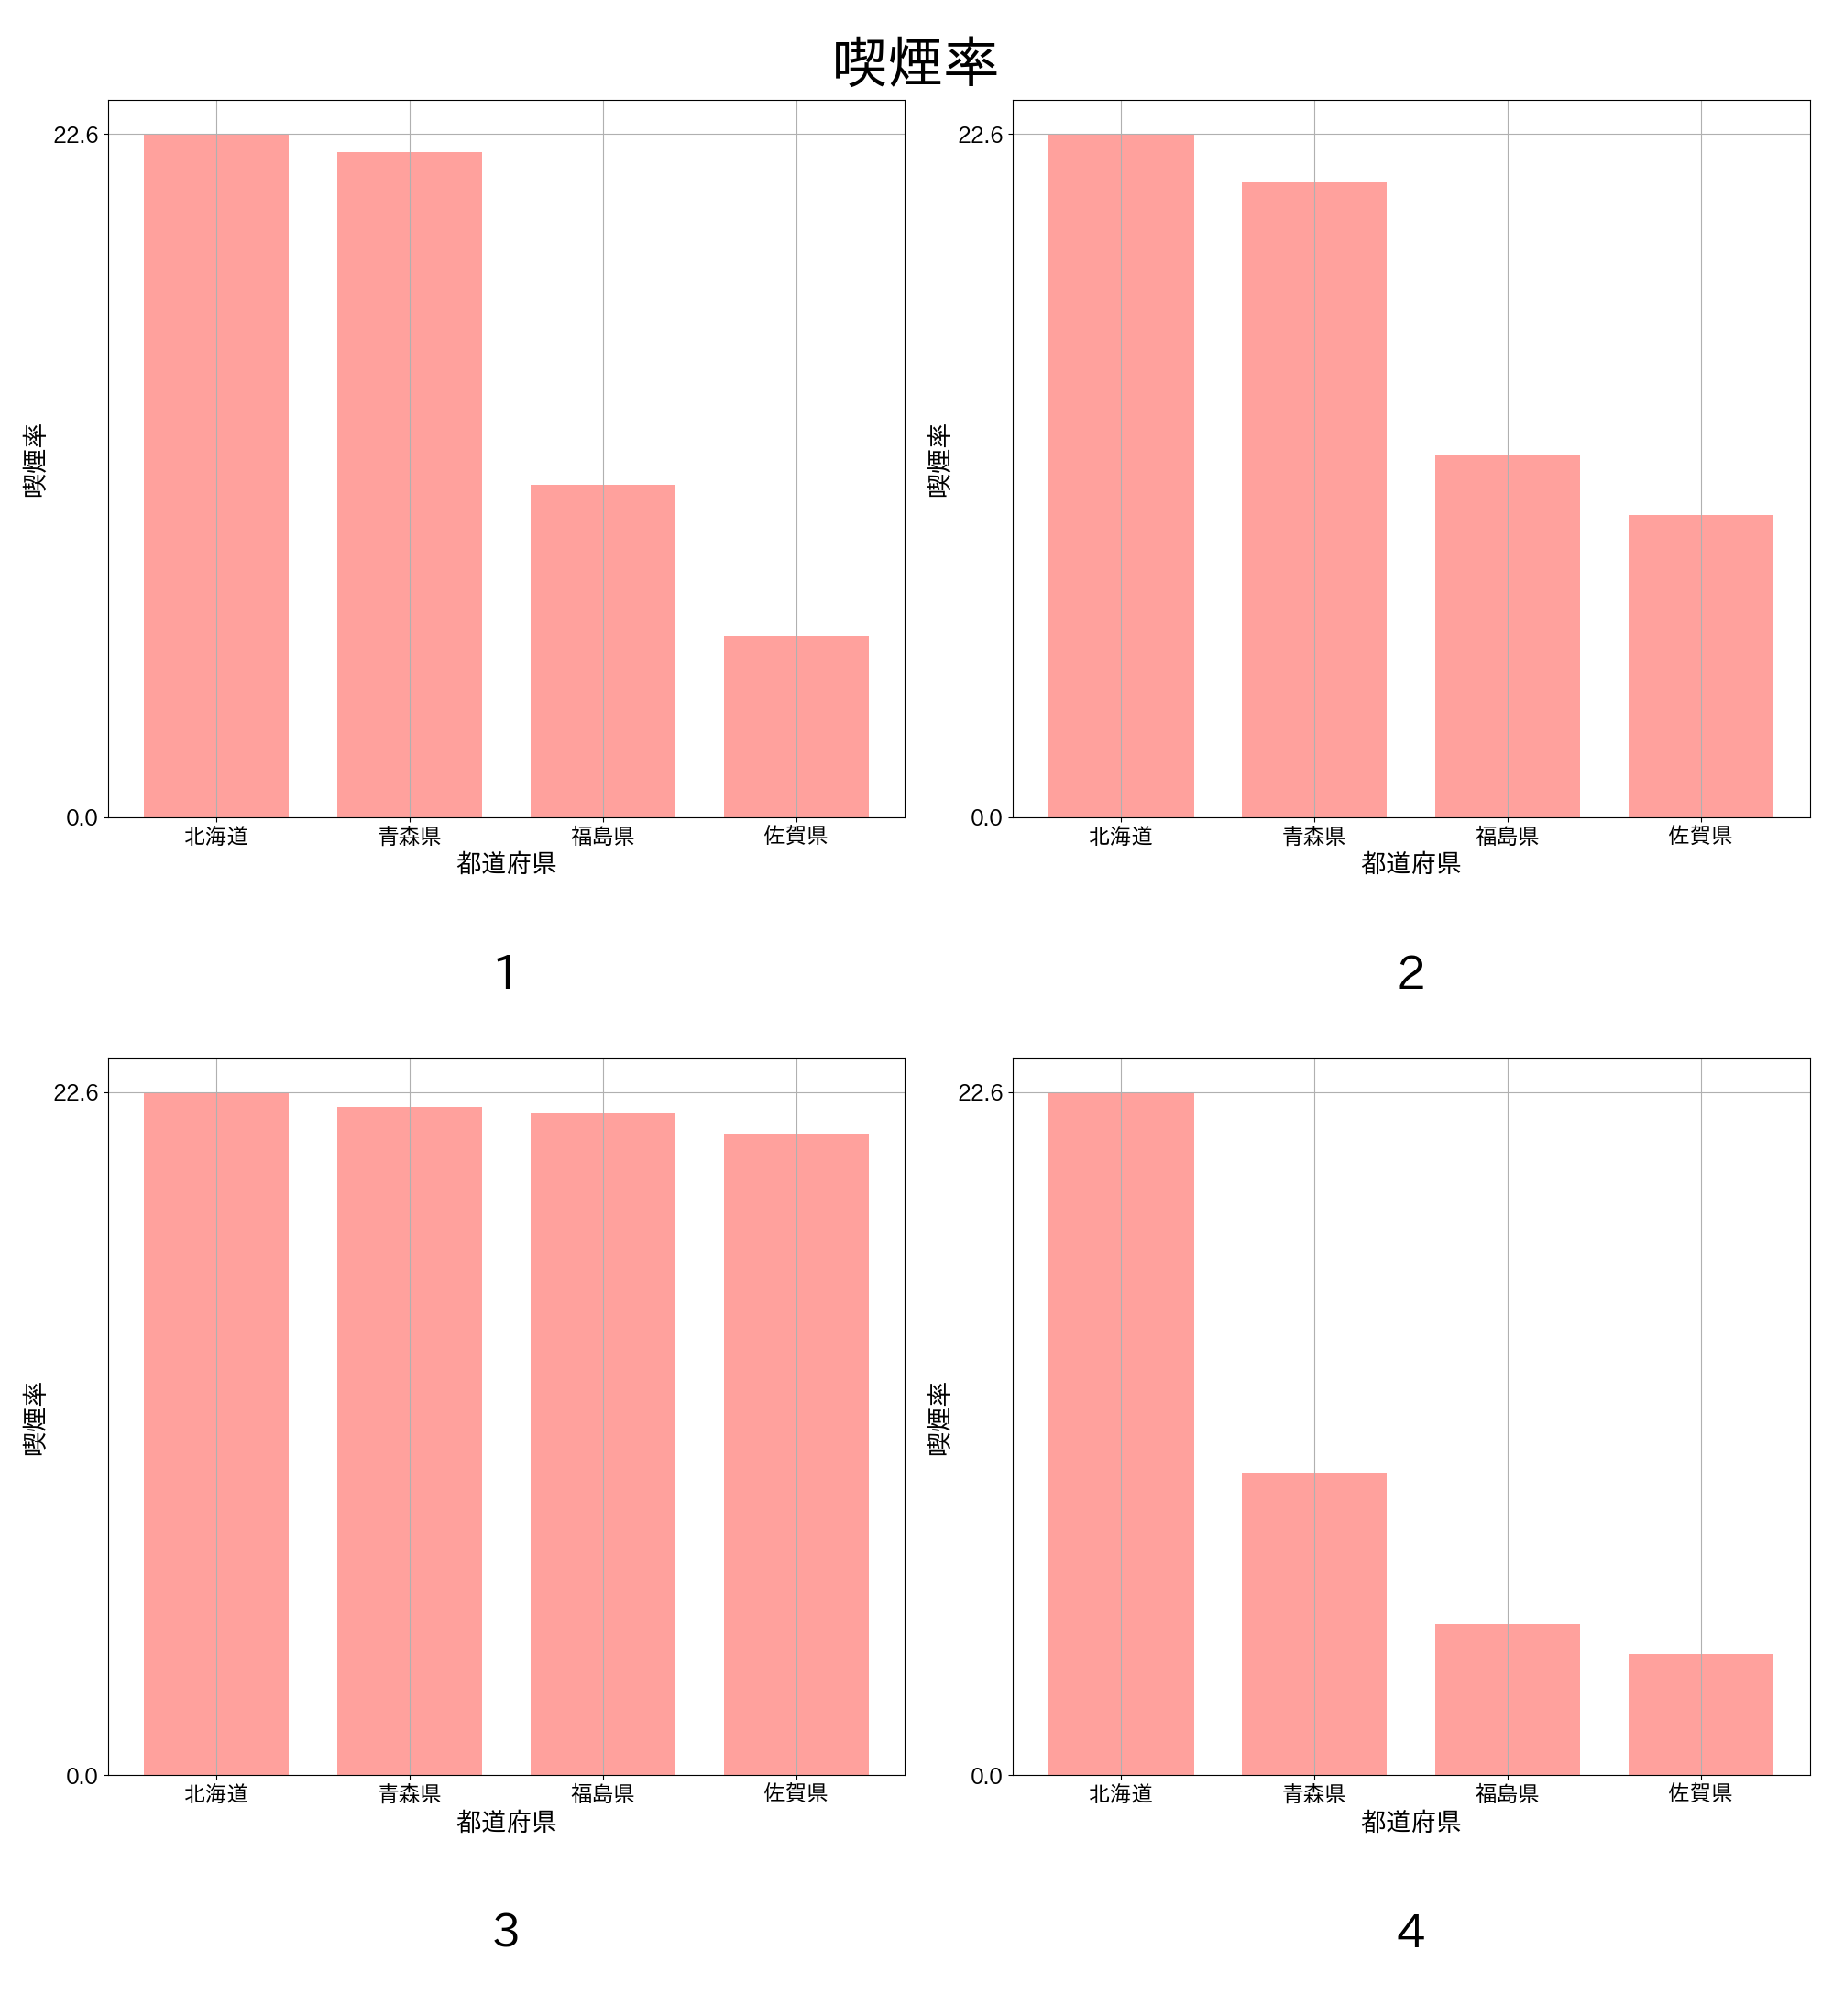 喫煙率
喫煙率
22.6
0.0
北海道 青森県 福島県 佐賀県
都道府県
1
喫煙率
22.6
0.0
北海道 青森県 福島県 佐賀県
都道府県
2
喫煙率
22.6
0.0
北海道 青森県 福島県 佐賀県
都道府県
3
喫煙率
22.6
0.0
北海道 青森県 福島県 佐賀県
都道府県
4